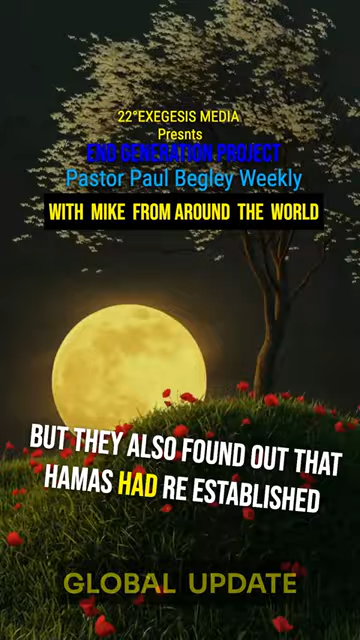 22°EXEGESIS MEDIA
Presnts
END GENERATION PROJECT
Pastor Paul Begley Weekly
WITH MIKE FROM AROUND THE WORLD
BUT THEY ALSO FOUND OUT THAT
HAMAS HAD RE ESTABLISHED
GLOBAL UPDATE